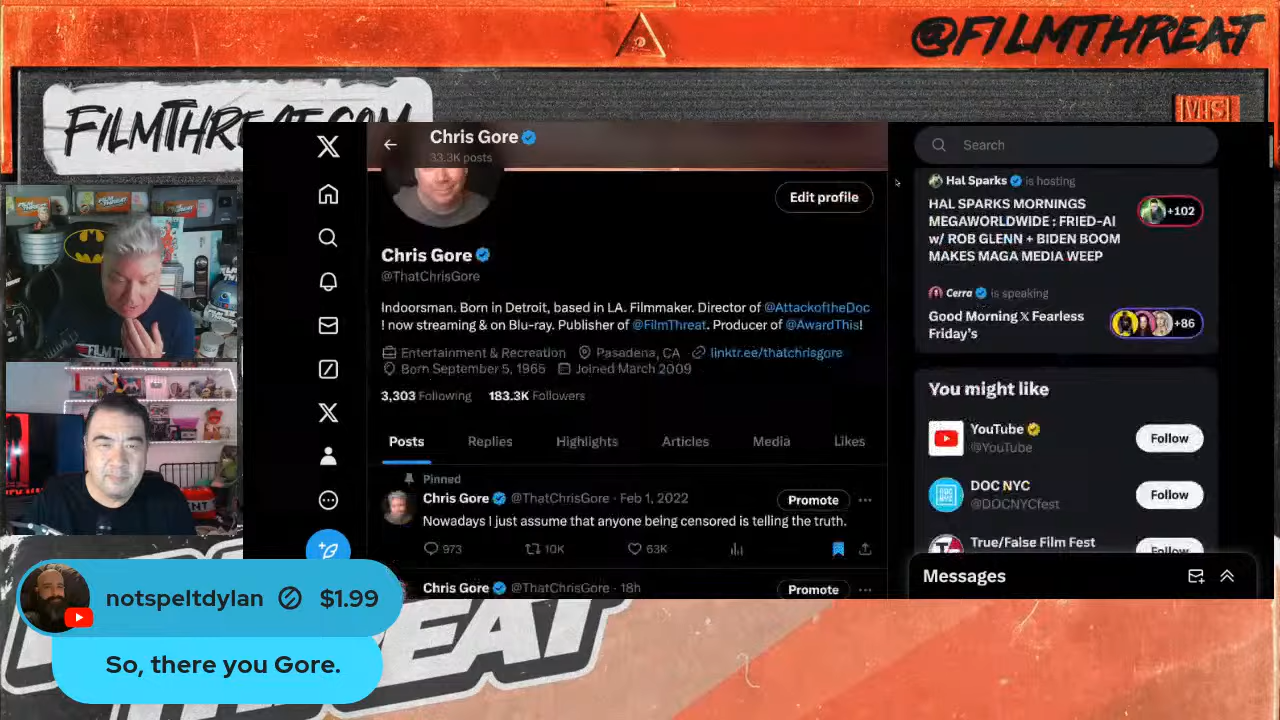 @FILMTHREAT
FILMTHREAT.COM
Chris Gore
33.3K posts
Edit profile
Chris Gore
@ThatChrisGore
Indoorsman. Born in Detroit, based in LA. Filmmaker. Director of @AttackoftheDoc
! now streaming & on Blu-ray. Publisher of @FilmThreat. Producer of @AwardThis!
Entertainment & Recreation Pasadena, CA linktr.ee/thatchrisgore
Born September 5, 1965 Joined March 2009
3,303 Following 183.3K Followers
Posts Replies Highlights Articles Media Likes
Pinned
Chris Gore @ThatChrisGore · Feb 1, 2022 Promote
Nowadays I just assume that anyone being censored is telling the truth.
973 10K 63K
Chris Gore @ThatChrisGore · 18h Promote
Search
Hal Sparks is hosting
HAL SPARKS MORNINGS
MEGAWORLDWIDE : FRIED-AI
w/ ROB GLENN + BIDEN BOOM
MAKES MAGA MEDIA WEEP
+102
Cerra is speaking
Good Morning 𝕏 Fearless
Friday's
+86
You might like
YouTube
@YouTube
Follow
DOC NYC
@DOCNYCfest
Follow
True/False Film Fest
Follow
Messages
notspeltdylan $1.99
So, there you Gore.